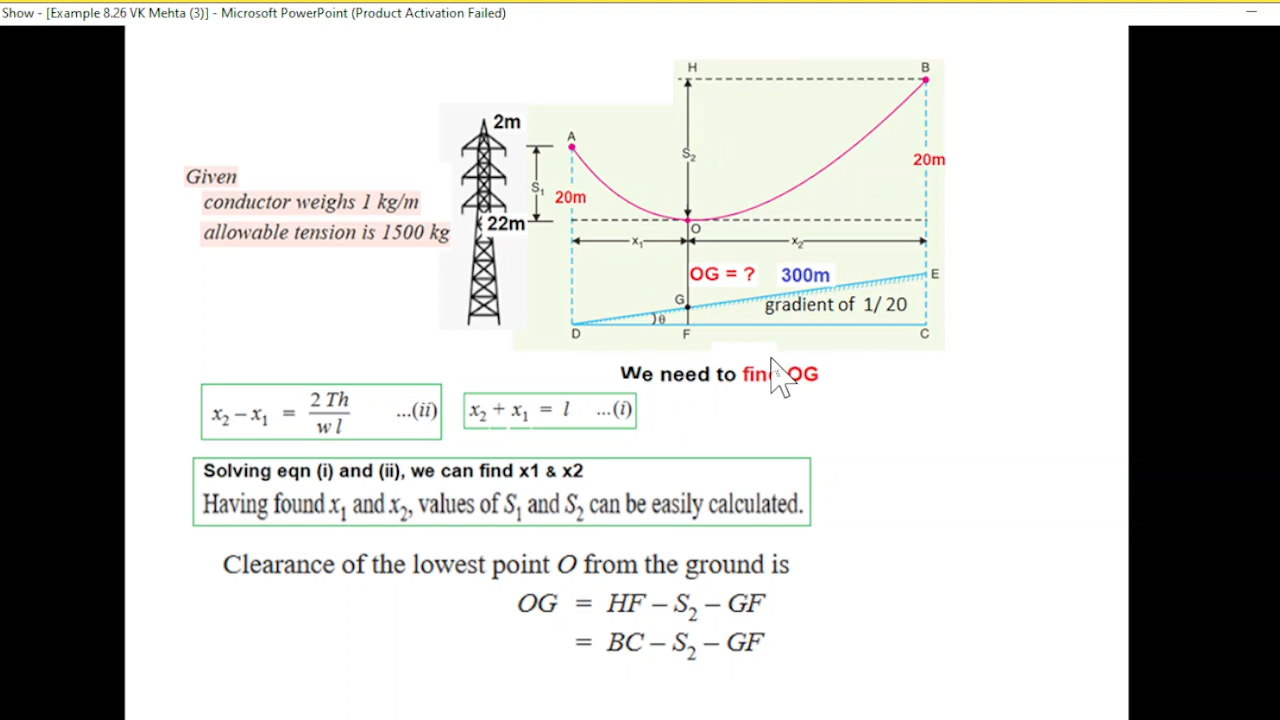 Show - [Example 8.26 VK Mehta (3)] - Microsoft PowerPoint (Product Activation Failed)
H
B
2m
A
S₂
20m
Given
S₁
20m
conductor weighs 1 kg/m
22m
O
allowable tension is 1500 kg
x₁
x₂
OG = ?
300m
E
G
gradient of 1/ 20
θ
D
F
C
We need to find OG
x₂ – x₁ = 2 Th / w l ...(ii)
x₂ + x₁ = l ...(i)
Solving eqn (i) and (ii), we can find x1 & x2
Having found x₁ and x₂, values of S₁ and S₂ can be easily calculated.
Clearance of the lowest point O from the ground is
OG = HF – S₂ – GF
= BC – S₂ – GF